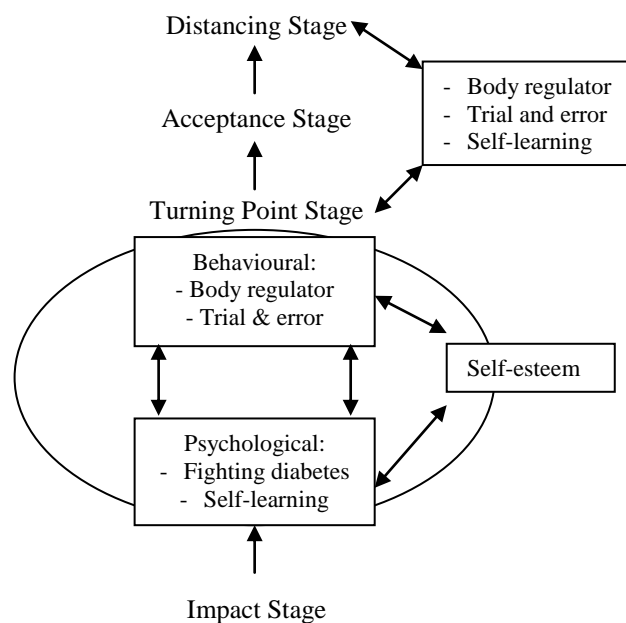 Distancing Stage
- Body regulator
- Trial and error
- Self-learning
Acceptance Stage
Turning Point Stage
Behavioural:
- Body regulator
- Trial & error
Self-esteem
Psychological:
- Fighting diabetes
- Self-learning
Impact Stage